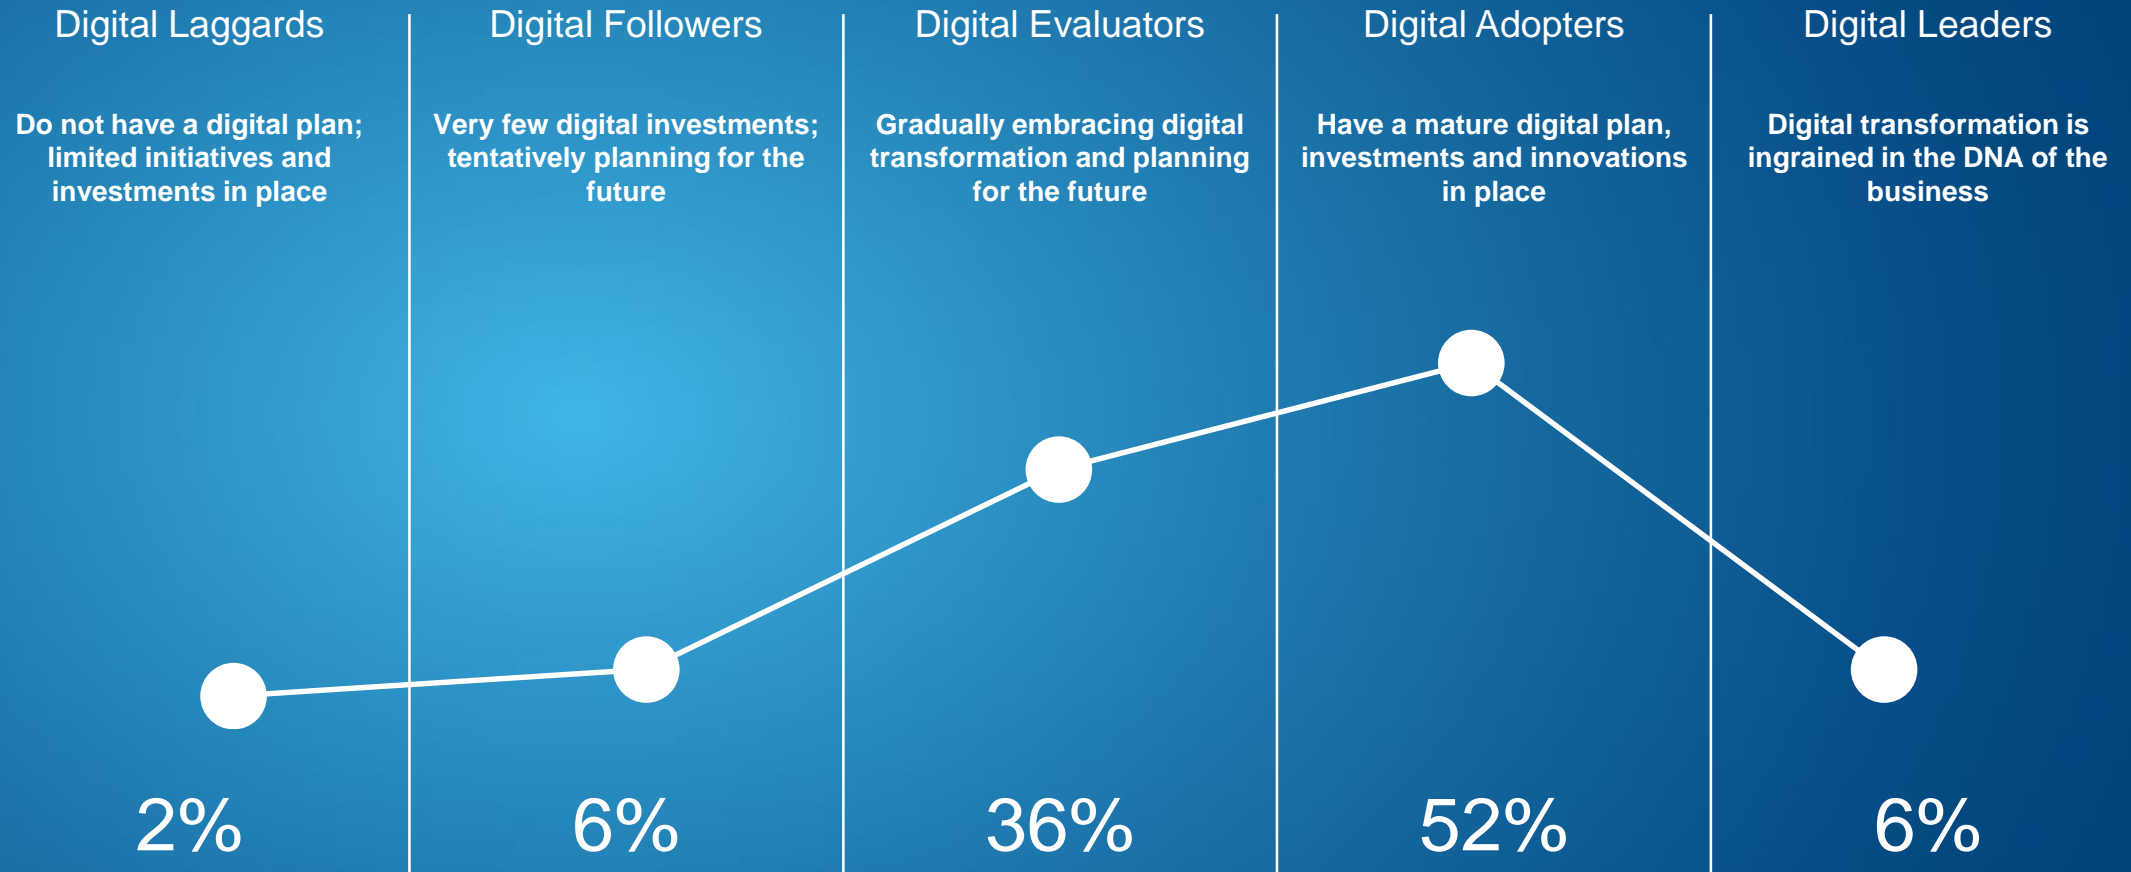 Digital Laggards
Do not have a digital plan;
limited initiatives and
investments in place
2%
Digital Followers
Very few digital investments;
tentatively planning for the
future
6%
Digital Evaluators
Gradually embracing digital
transformation and planning
for the future
36%
Digital Adopters
Have a mature digital plan,
investments and innovations
in place
52%
Digital Leaders
Digital transformation is
ingrained in the DNA of the
business
6%